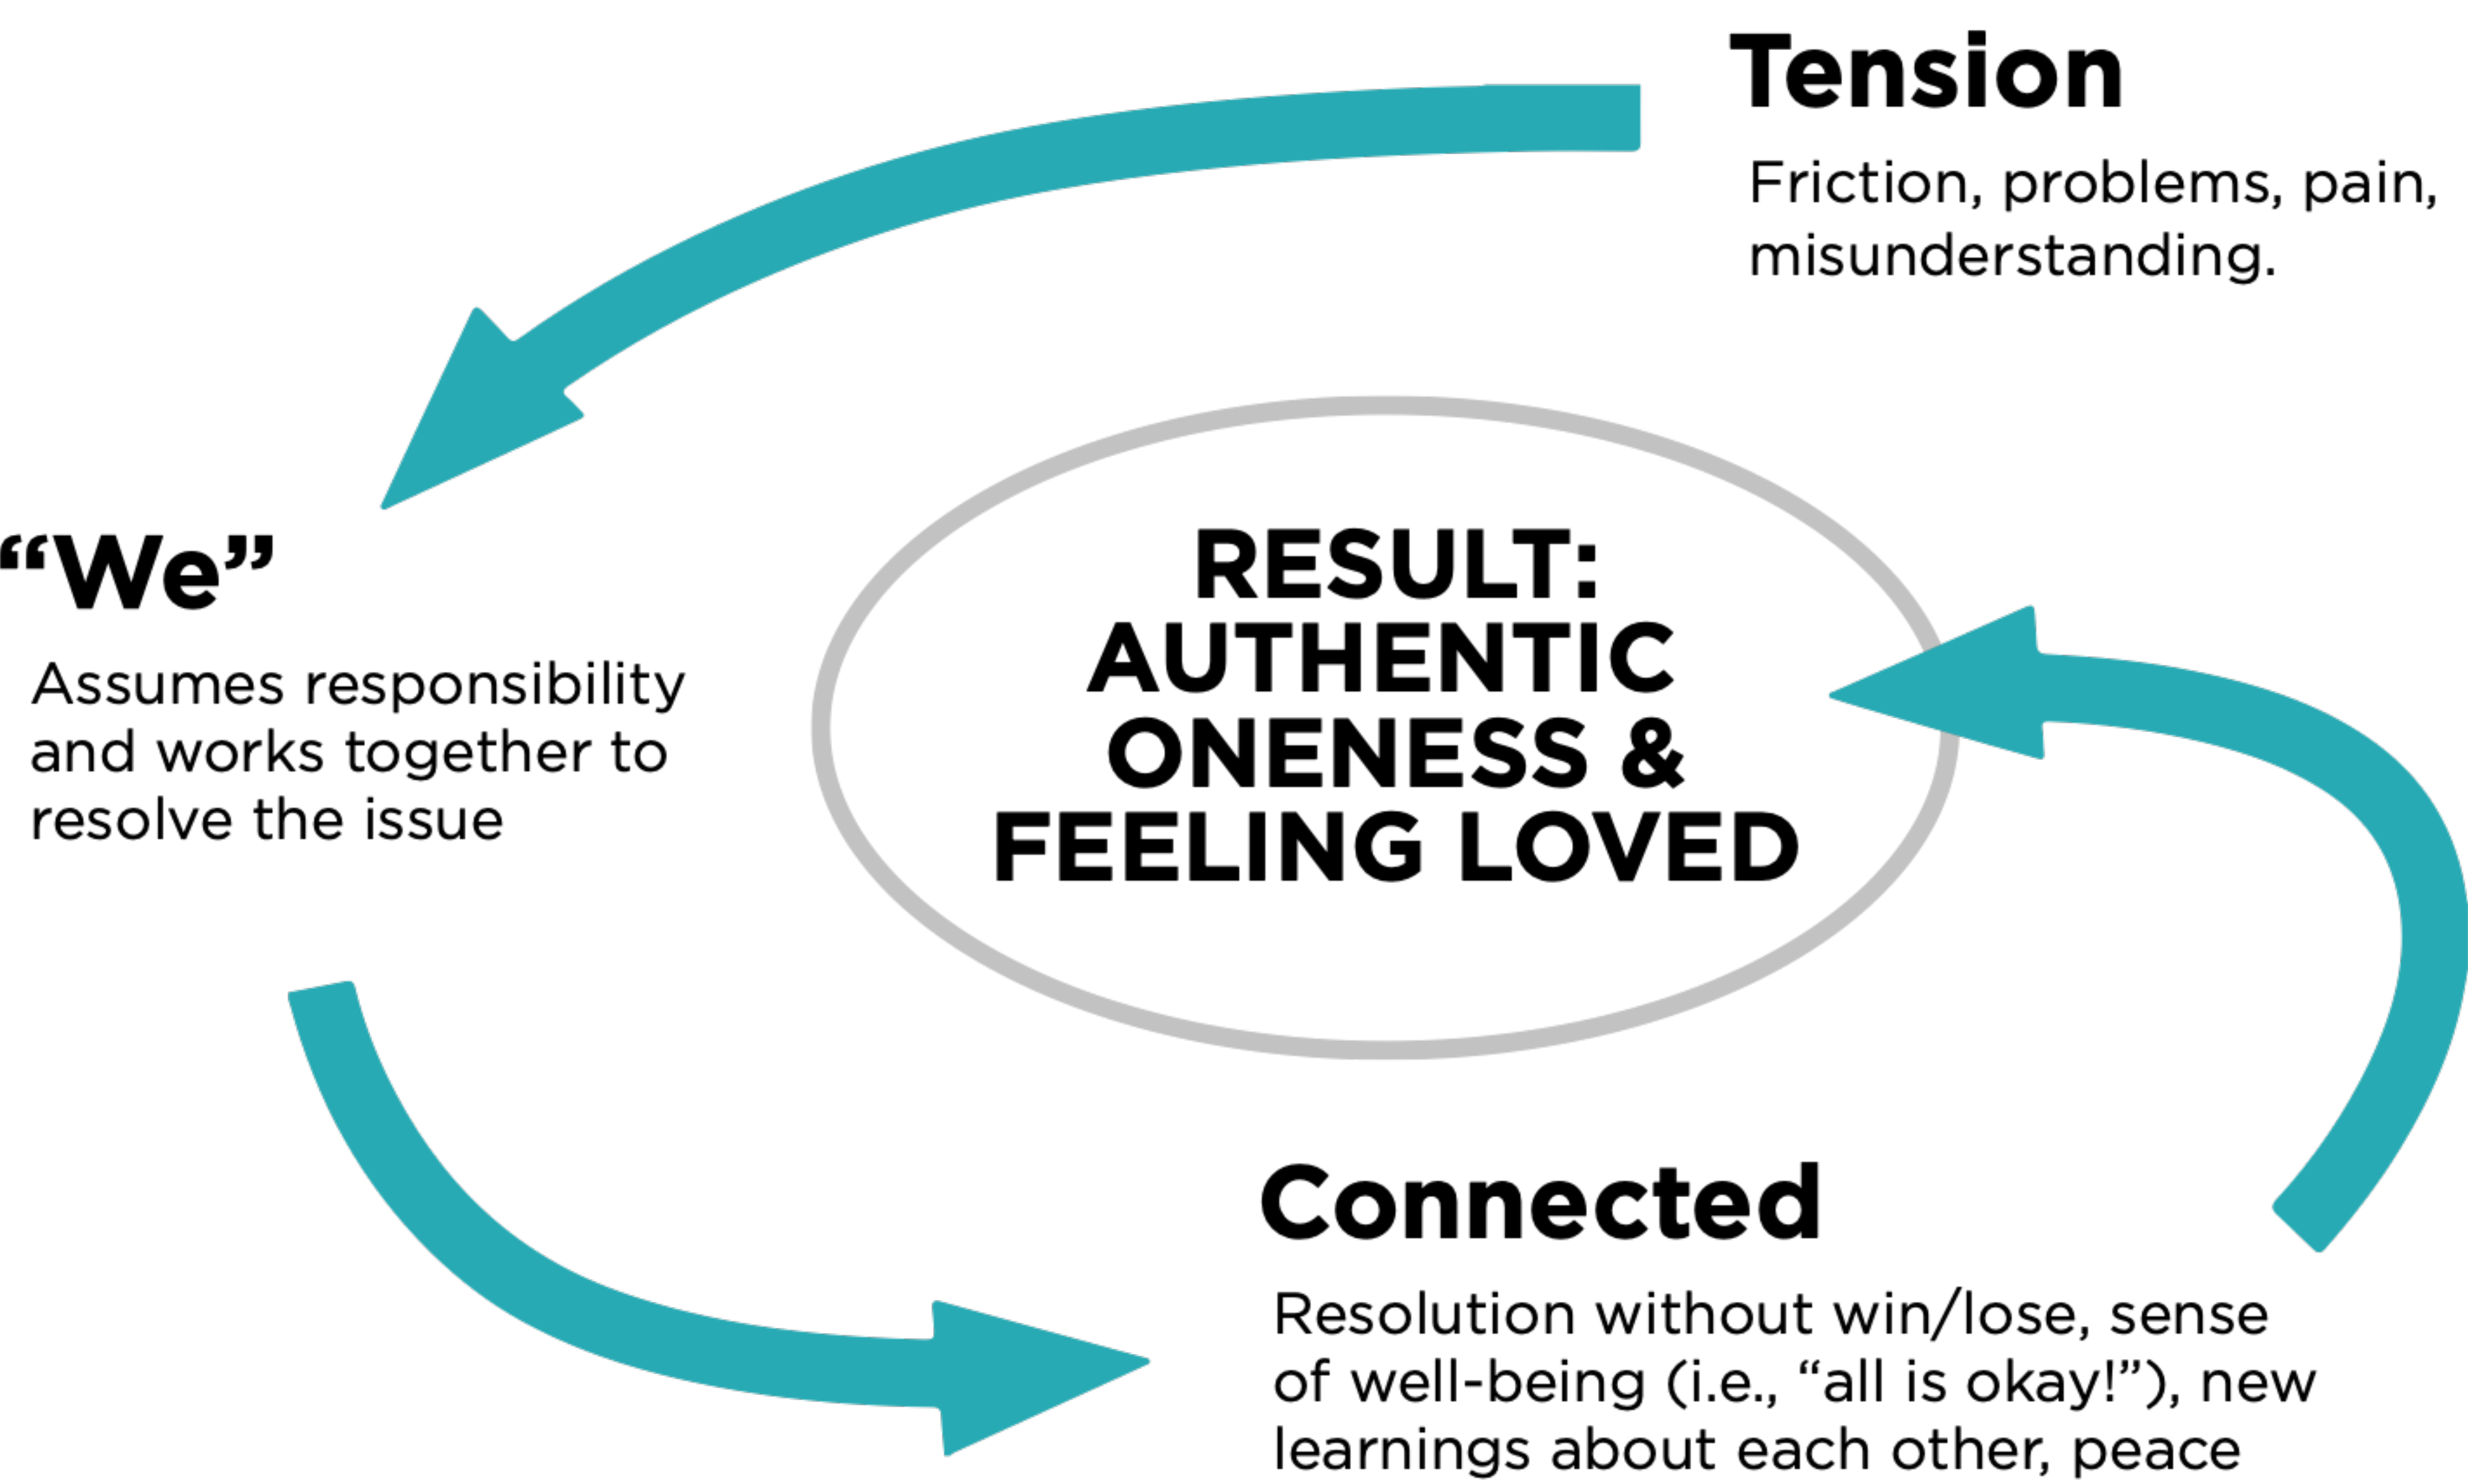 Tension
Friction, problems, pain,
misunderstanding.
“We”
Assumes responsibility
and works together to
resolve the issue
RESULT:
AUTHENTIC
ONENESS &
FEELING LOVED
Connected
Resolution without win/lose, sense
of well-being (i.e., “all is okay!”), new
learnings about each other, peace